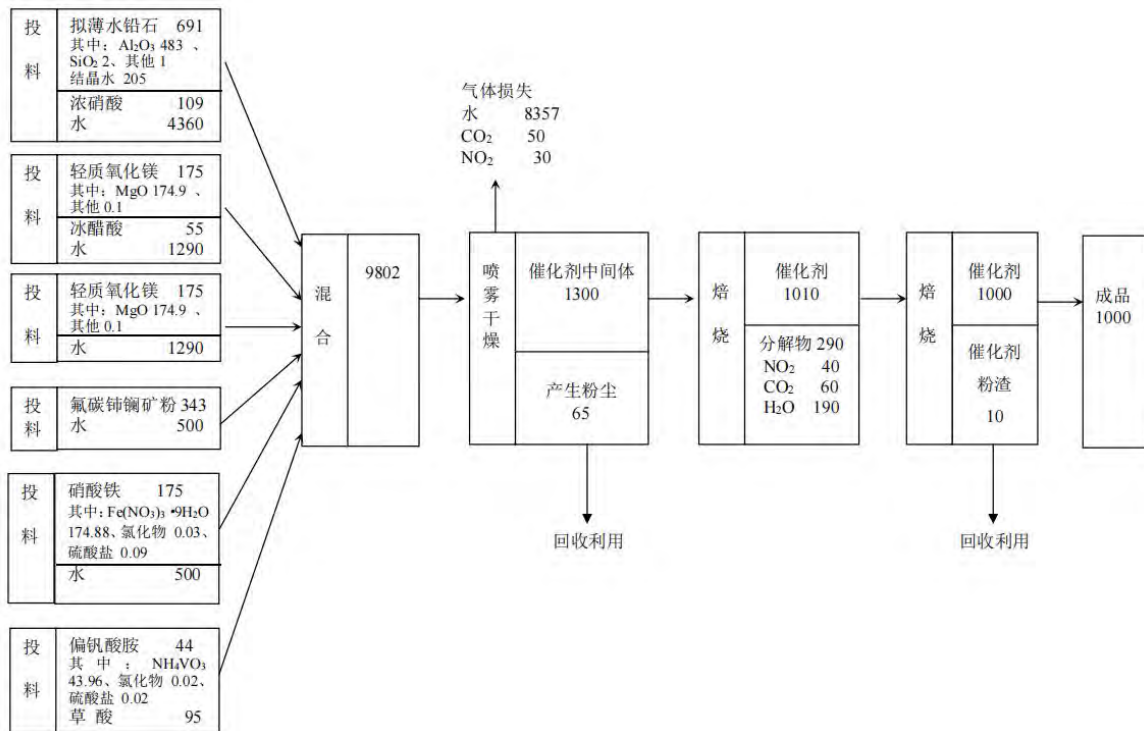 投料
拟薄水铅石 691
其中：Al₂O₃ 483 、
SiO₂ 2、其他 1
结晶水 205
浓硝酸 109
水 4360
投料
轻质氧化镁 175
其中：MgO 174.9 、
其他 0.1
冰醋酸 55
水 1290
投料
轻质氧化镁 175
其中：MgO 174.9 、
其他 0.1
水 1290
投料
氟碳铈镧矿粉 343
水 500
投料
硝酸铁 175
其中：Fe(NO₃)₃ •9H₂O
174.88、氯化物 0.03、
硫酸盐 0.09
水 500
投料
偏钒酸胺 44
其 中 ： NH₄VO₃
43.96、氯化物 0.02、
硫酸盐 0.02
草 酸 95
混合
9802
气体损失
水 8357
CO₂ 50
NO₂ 30
喷雾干燥
催化剂中间体
1300
产生粉尘
65
回收利用
焙烧
催化剂
1010
分解物 290
NO₂ 40
CO₂ 60
H₂O 190
焙烧
催化剂
1000
催化剂
粉渣
10
回收利用
成品
1000